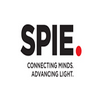 SPIE.
CONNECTING MINDS.
ADVANCING LIGHT.